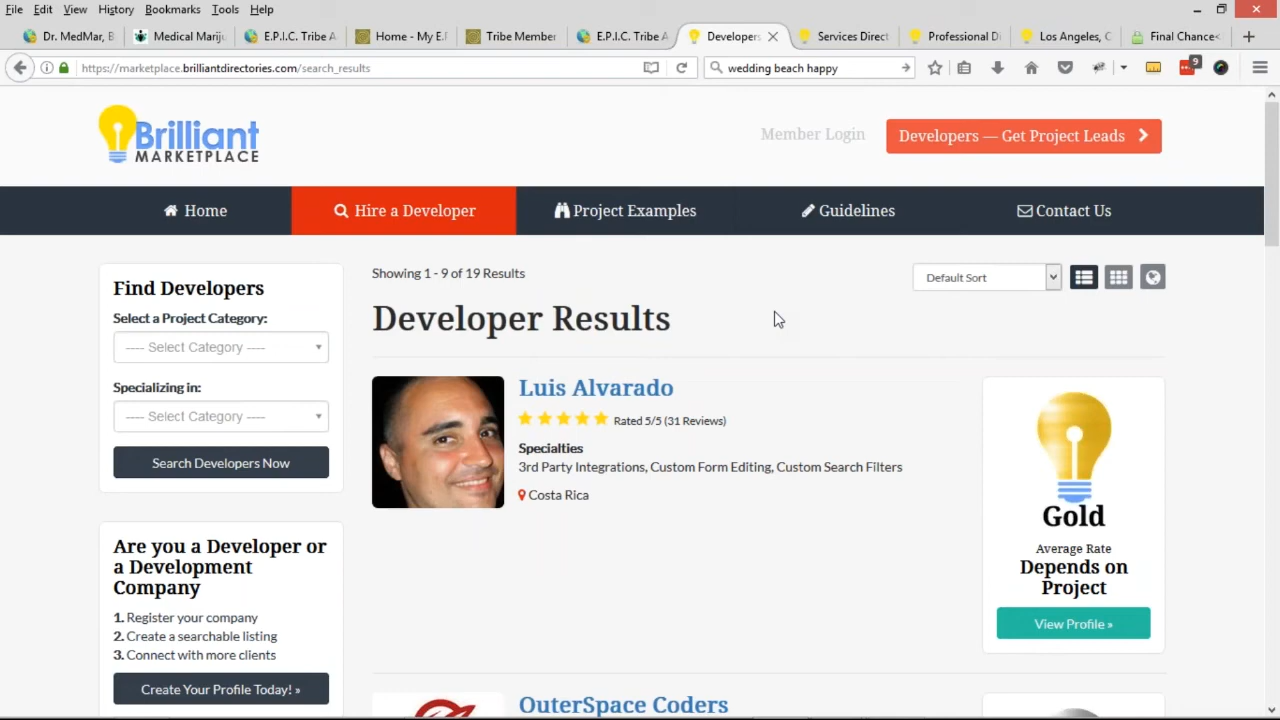 File Edit View History Bookmarks Tools Help
Dr. MedMar, B
Medical Mariju
E.P.I.C. Tribe A
Home - My E.F
Tribe Member
E.P.I.C. Tribe A
Developers
Services Direct
Professional Di
Los Angeles, C
Final Chance<
https://marketplace.brilliantdirectories.com/search_results
wedding beach happy
9
Brilliant
MARKETPLACE
Member Login
Developers — Get Project Leads
Home
Hire a Developer
Project Examples
Guidelines
Contact Us
Find Developers
Select a Project Category:
---- Select Category ----
Specializing in:
---- Select Category ----
Search Developers Now
Are you a Developer or
a Development
Company
1. Register your company
2. Create a searchable listing
3. Connect with more clients
Create Your Profile Today! »
Showing 1 - 9 of 19 Results
Default Sort
Developer Results
Luis Alvarado
Rated 5/5 (31 Reviews)
Specialties
3rd Party Integrations, Custom Form Editing, Custom Search Filters
Costa Rica
Gold
Average Rate
Depends on
Project
View Profile »
OuterSpace Coders